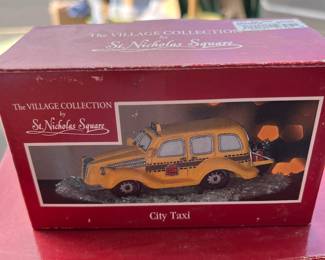 The VILLAGE COLLECTION
by
St. Nicholas Square
The VILLAGE COLLECTION
by
St. Nicholas Square
City Taxi